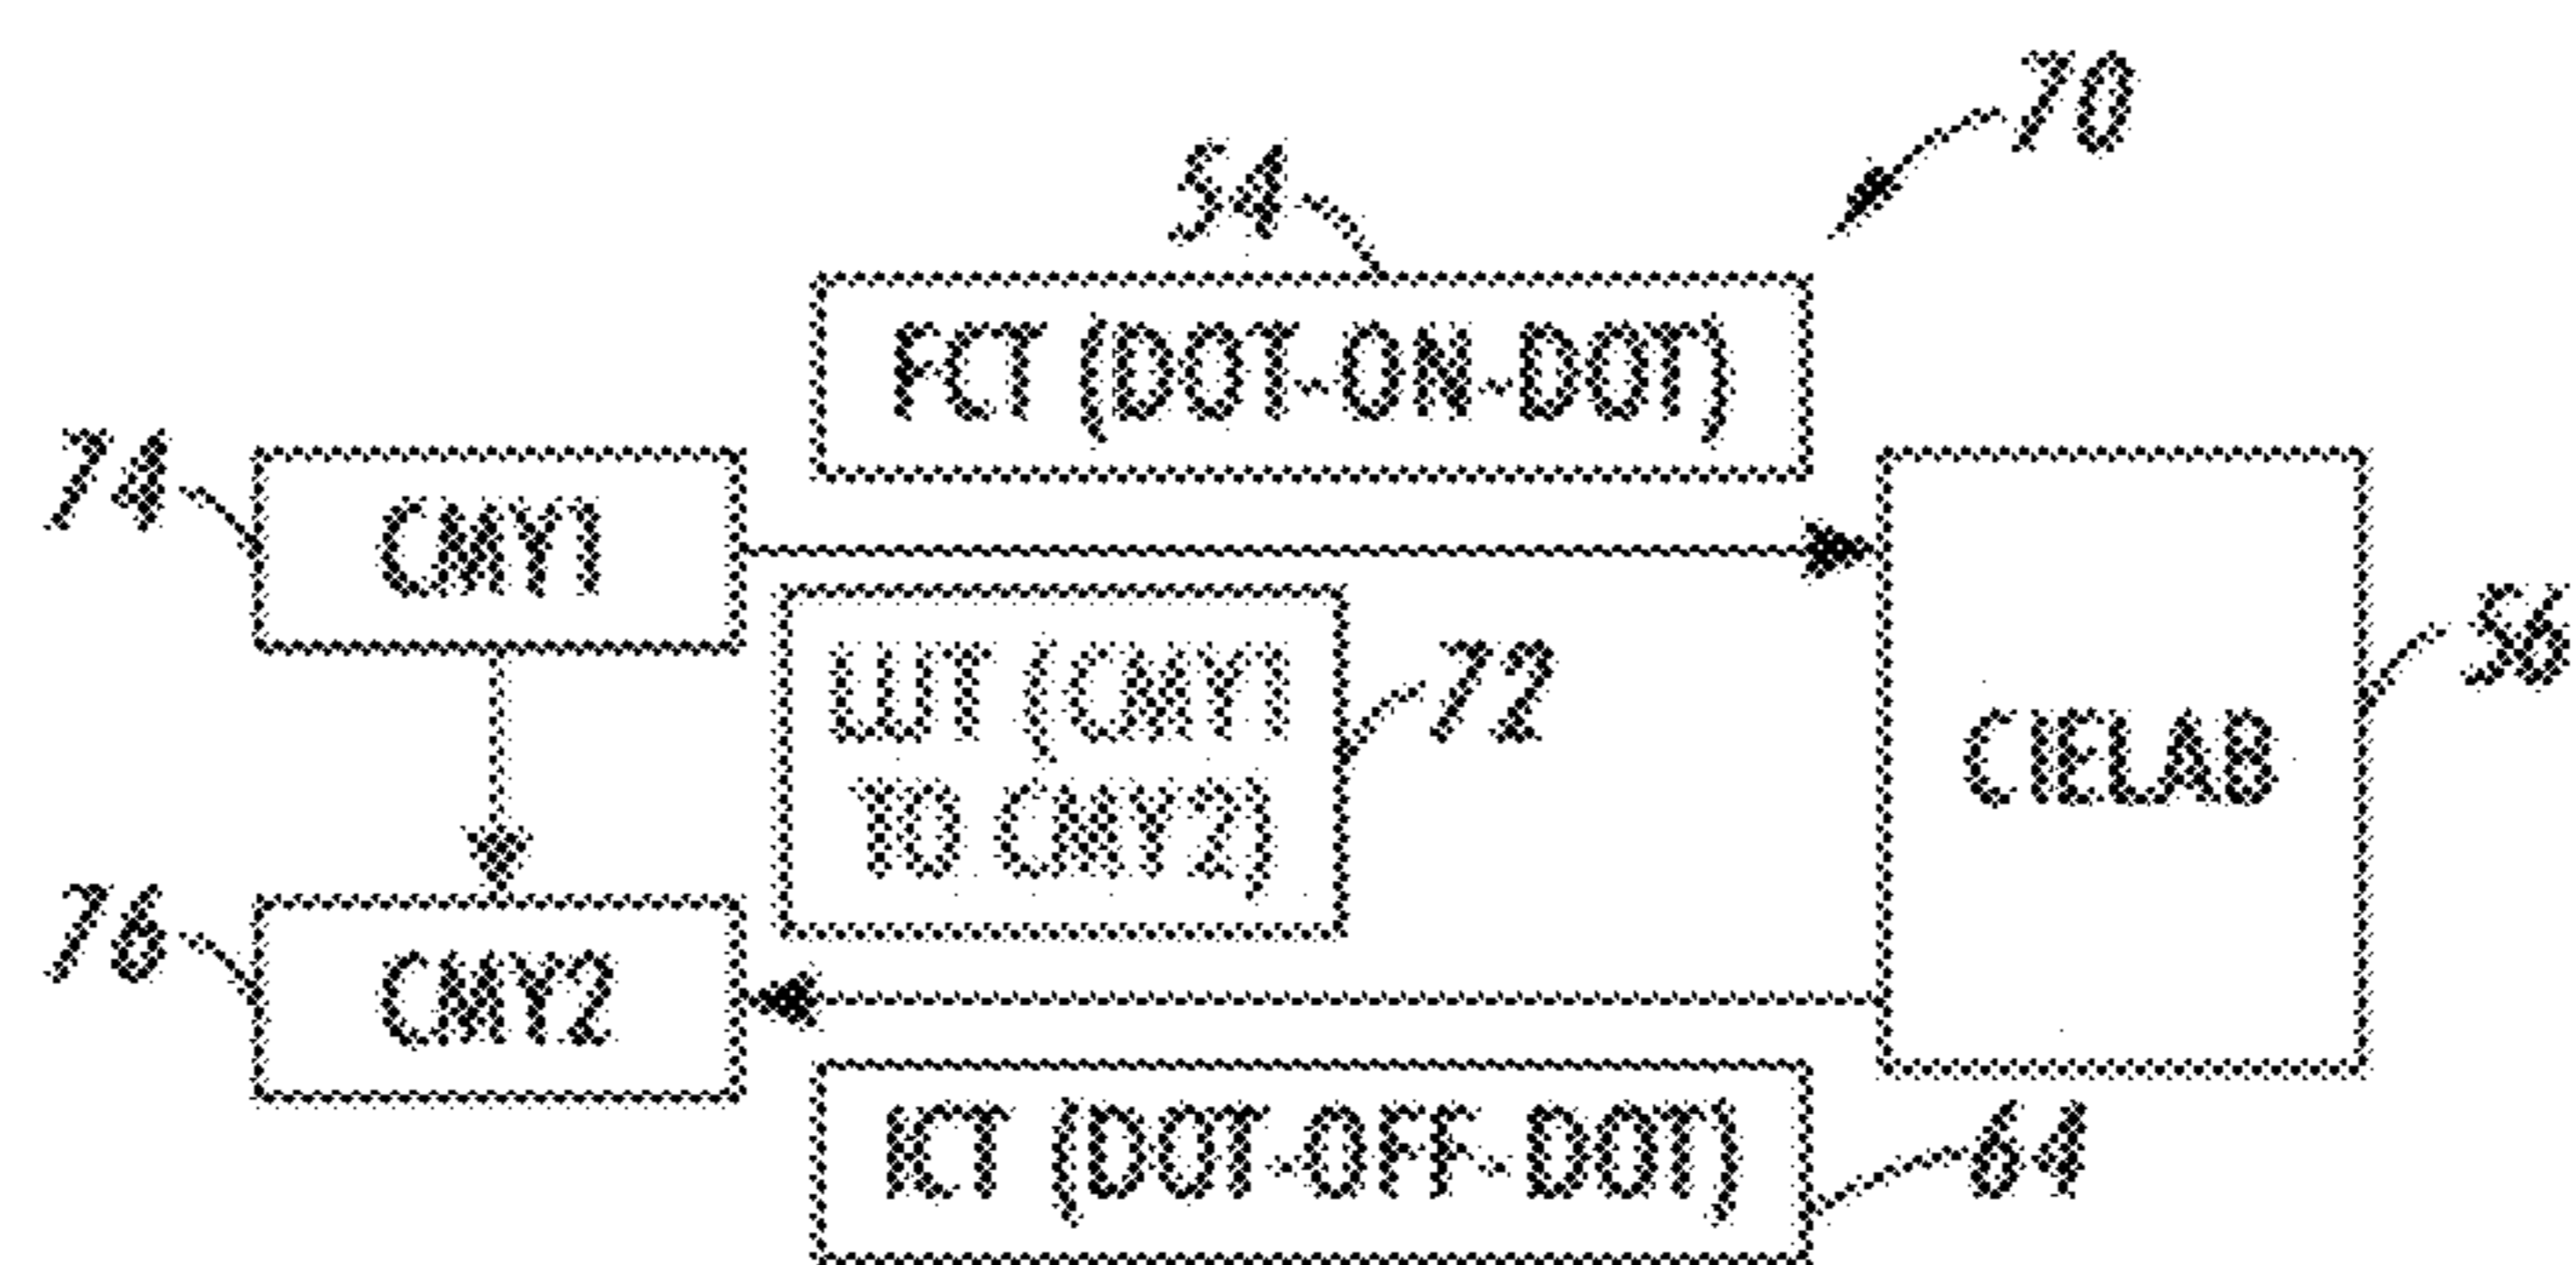 70
54
FCT (DOT-ON-DOT)
74
CMY1
LUT (CMY1
TO CMY2)
72
CIELAB
56
76
CMY2
ICT (DOT-OFF-DOT)
64